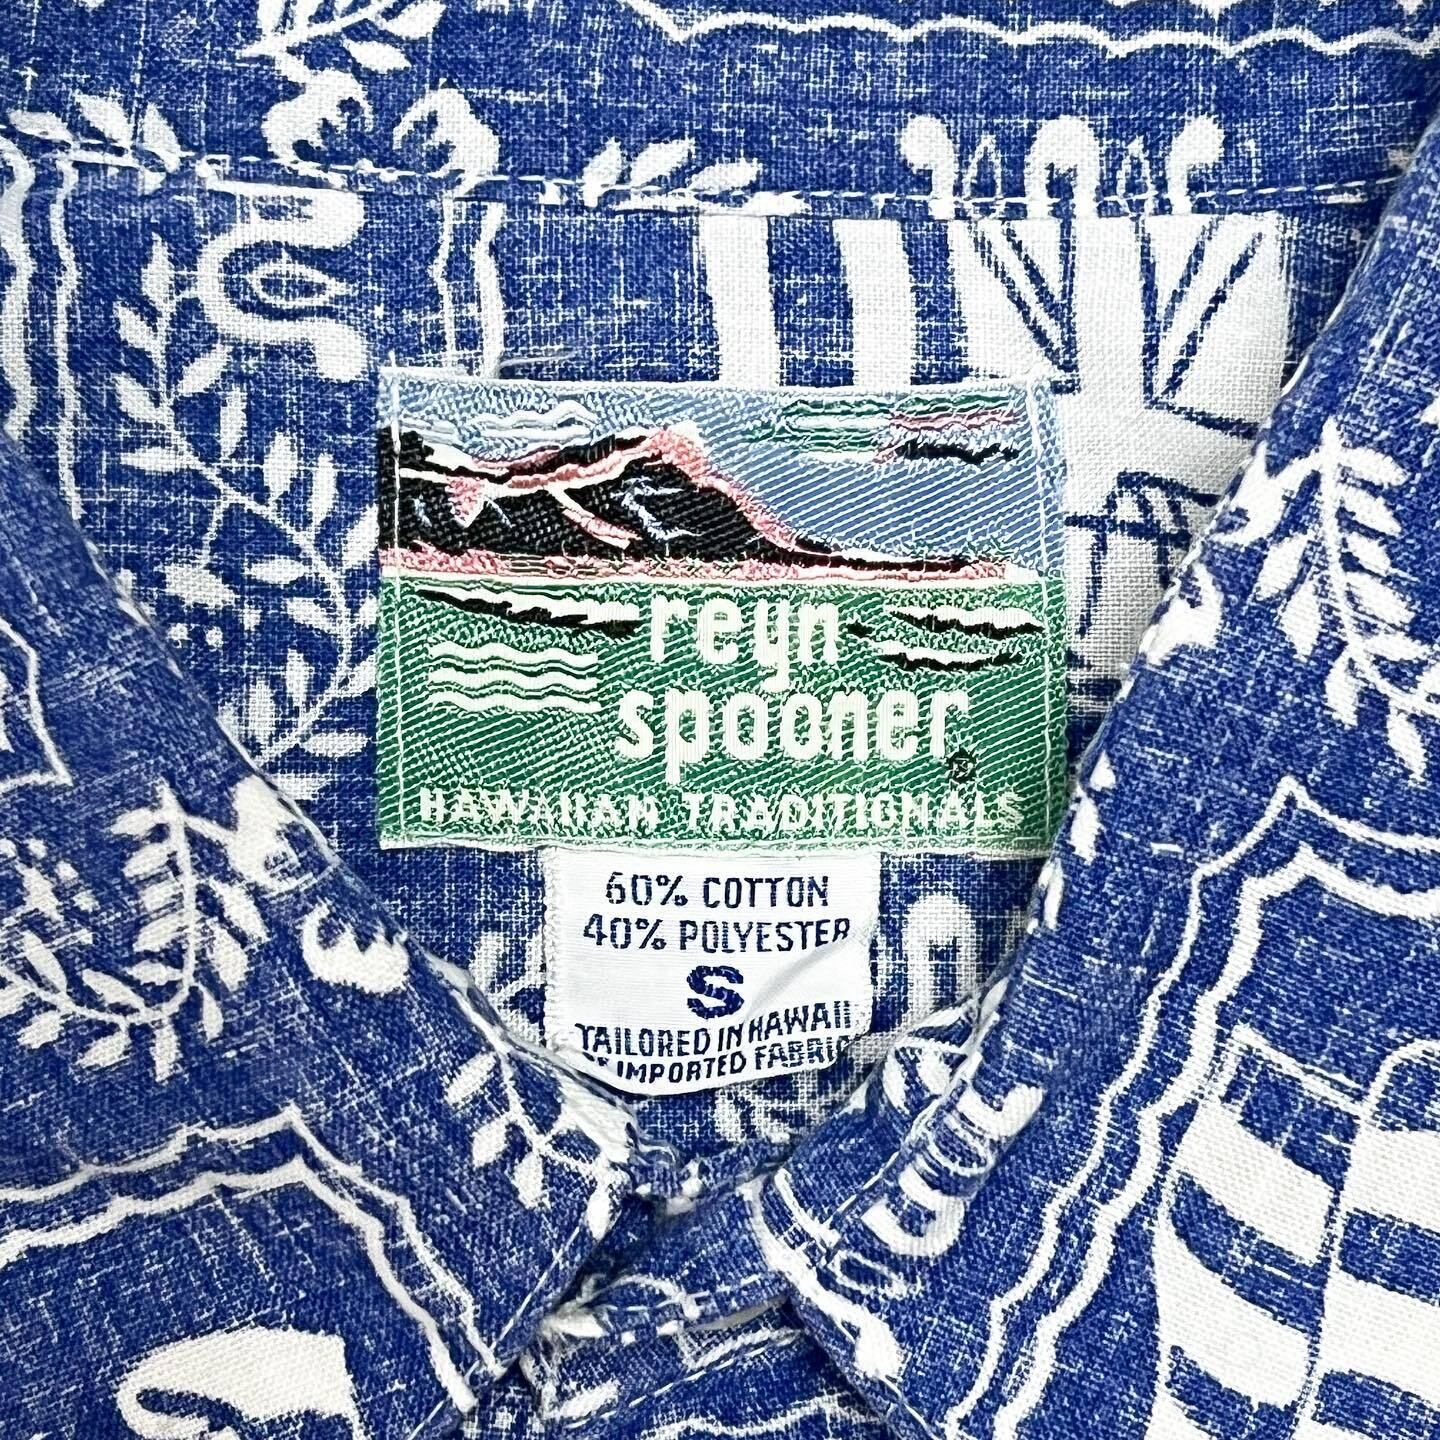 reyn
spooner
HAWAIIAN TRADITIONALS
60% COTTON
40% POLYESTER
S
TAILORED IN HAWAII
IMPORTED FABRIC